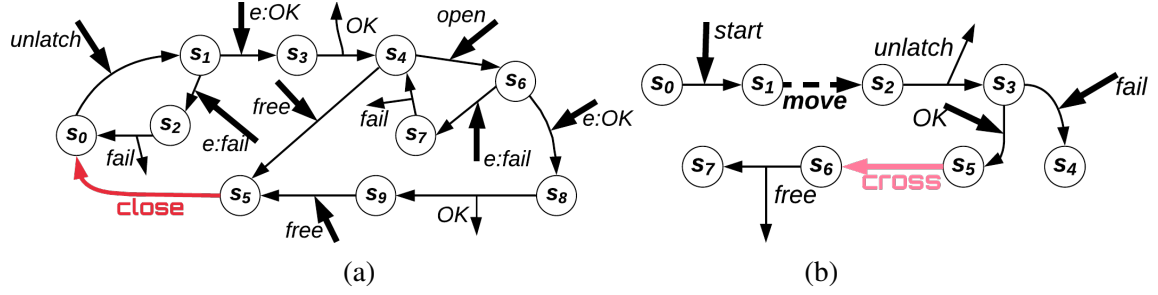 unlatch
e:OK
OK
open
s1
s3
s4
s6
free
fail
e:OK
s0
s2
s7
fail
e:fail
e:fail
close
s5
s9
s8
free
OK
(a)
start
unlatch
s0
s1
move
s2
s3
fail
OK
s7
s6
cross
s5
s4
free
(b)